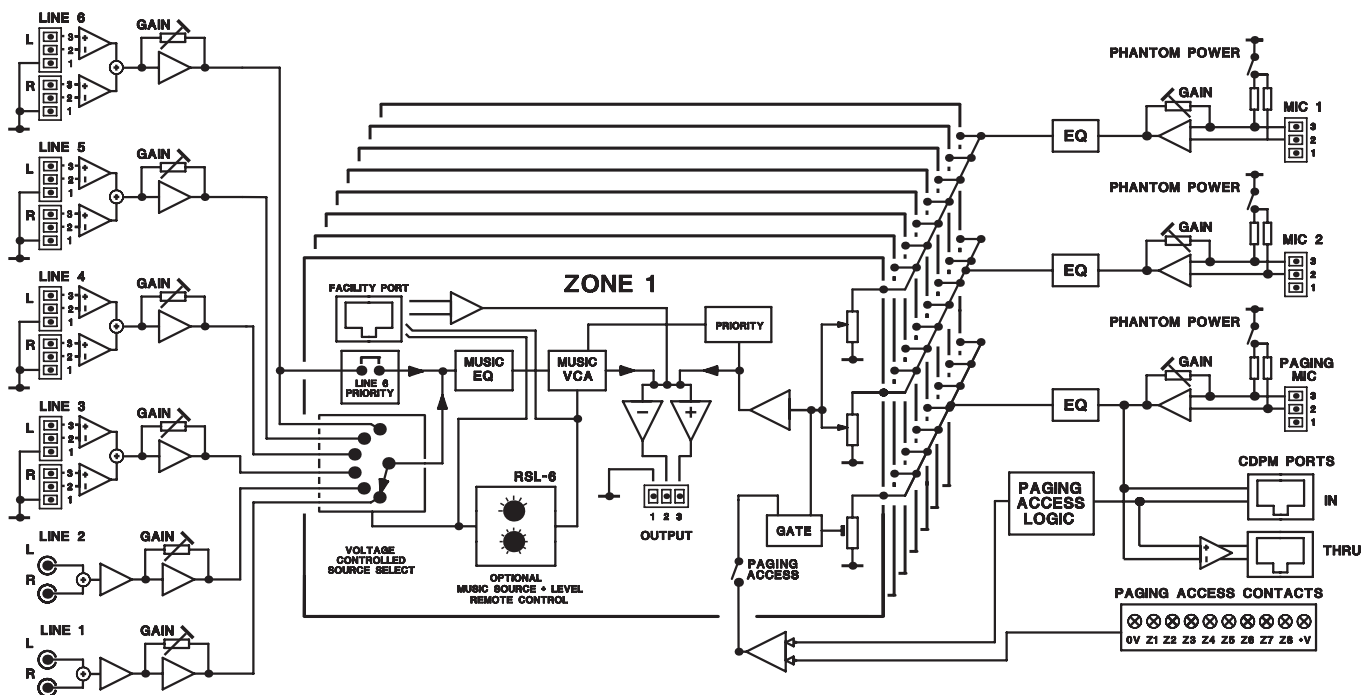 LINE 6
L
3
2
1
R
3
2
1
GAIN
LINE 5
L
3
2
1
R
3
2
1
GAIN
LINE 4
L
3
2
1
R
3
2
1
GAIN
LINE 3
L
3
2
1
R
3
2
1
GAIN
LINE 2
L
R
GAIN
LINE 1
L
R
GAIN
ZONE 1
FACILITY PORT
LINE 6
PRIORITY
MUSIC
EQ
MUSIC
VCA
PRIORITY
VOLTAGE
CONTROLLED
SOURCE SELECT
RSL-6
OPTIONAL
MUSIC SOURCE + LEVEL
REMOTE CONTROL
1 2 3
OUTPUT
GATE
PAGING
ACCESS
PHANTOM POWER
GAIN
EQ
MIC 1
3
2
1
PHANTOM POWER
GAIN
EQ
MIC 2
3
2
1
PHANTOM POWER
GAIN
EQ
PAGING
MIC
3
2
1
PAGING
ACCESS
LOGIC
CDPM PORTS
IN
THRU
PAGING ACCESS CONTACTS
0V Z1 Z2 Z3 Z4 Z5 Z6 Z7 Z8 +V